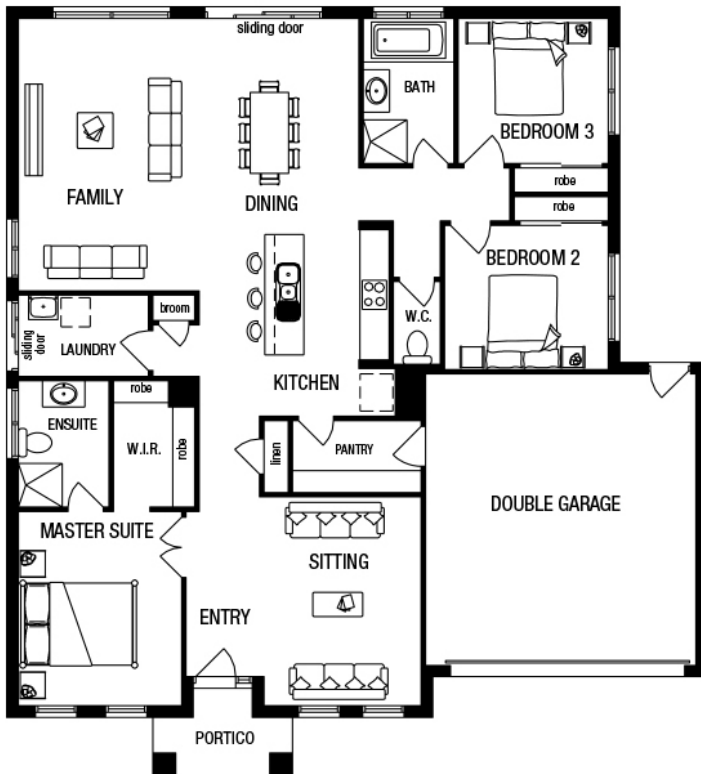 sliding door
BATH
BEDROOM 3
robe
FAMILY
DINING
robe
BEDROOM 2
broom
sliding
door
LAUNDRY
W.C.
KITCHEN
robe
ENSUITE
W.I.R.
robe
linen
PANTRY
DOUBLE GARAGE
MASTER SUITE
SITTING
ENTRY
PORTICO